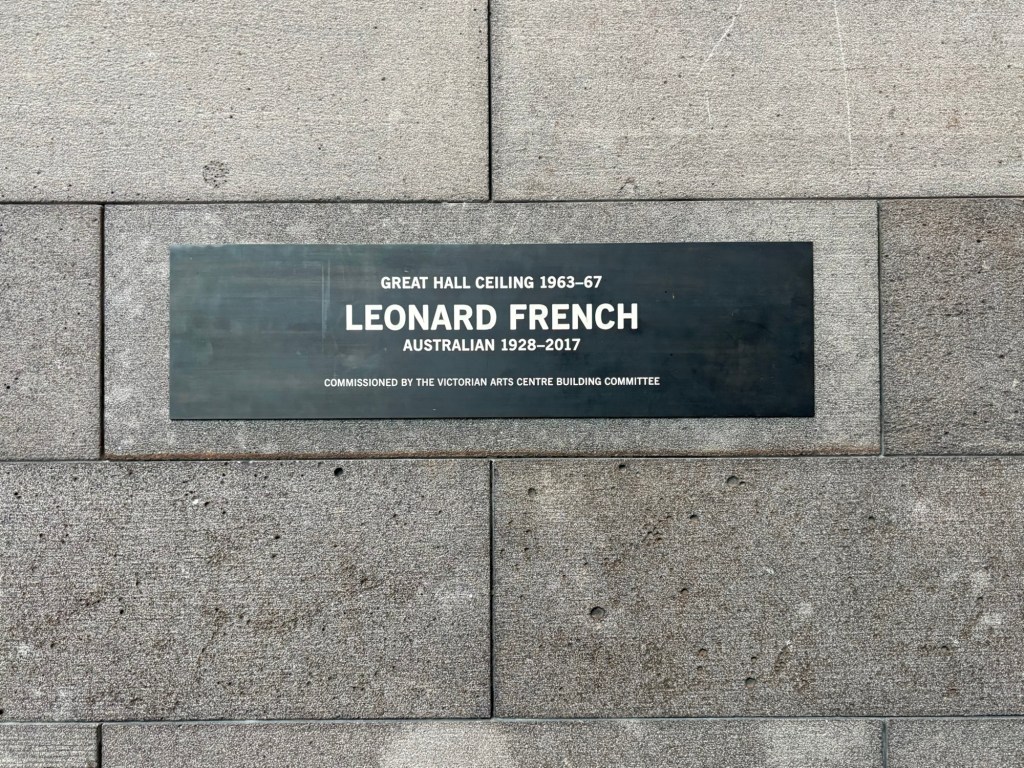 GREAT HALL CEILING 1963–67
LEONARD FRENCH
AUSTRALIAN 1928–2017
COMMISSIONED BY THE VICTORIAN ARTS CENTRE BUILDING COMMITTEE